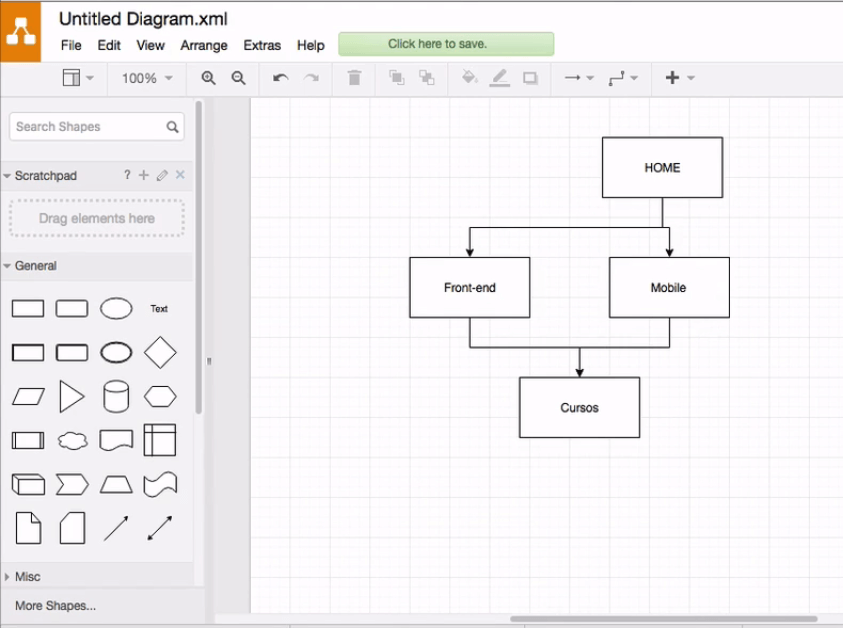 Untitled Diagram.xml
File Edit View Arrange Extras Help Click here to save.
100%
Search Shapes
Scratchpad ?
Drag elements here
General
Text
Misc
More Shapes...
HOME
Front-end Mobile
Cursos